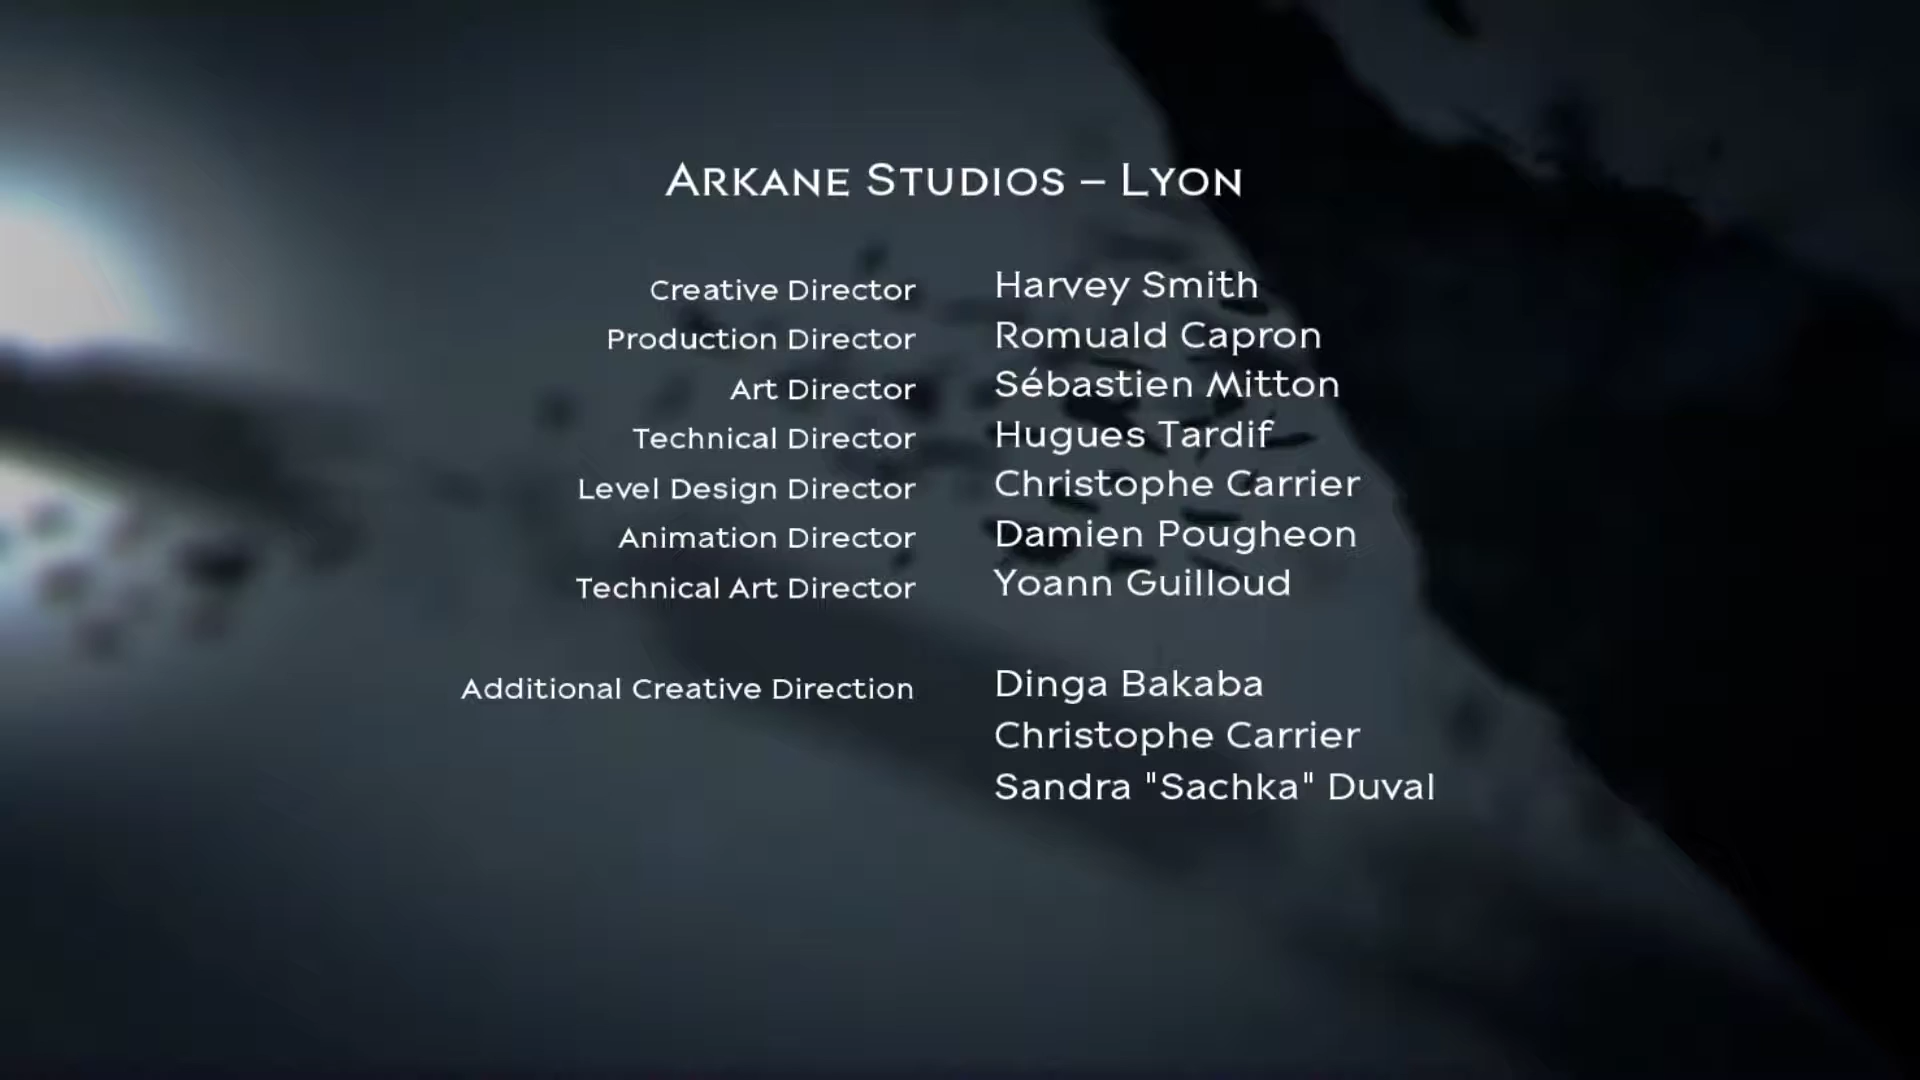 Arkane Studios – Lyon
Creative Director Harvey Smith
Production Director Romuald Capron
Art Director Sébastien Mitton
Technical Director Hugues Tardif
Level Design Director Christophe Carrier
Animation Director Damien Pougheon
Technical Art Director Yoann Guilloud
Additional Creative Direction Dinga Bakaba
Christophe Carrier
Sandra "Sachka" Duval